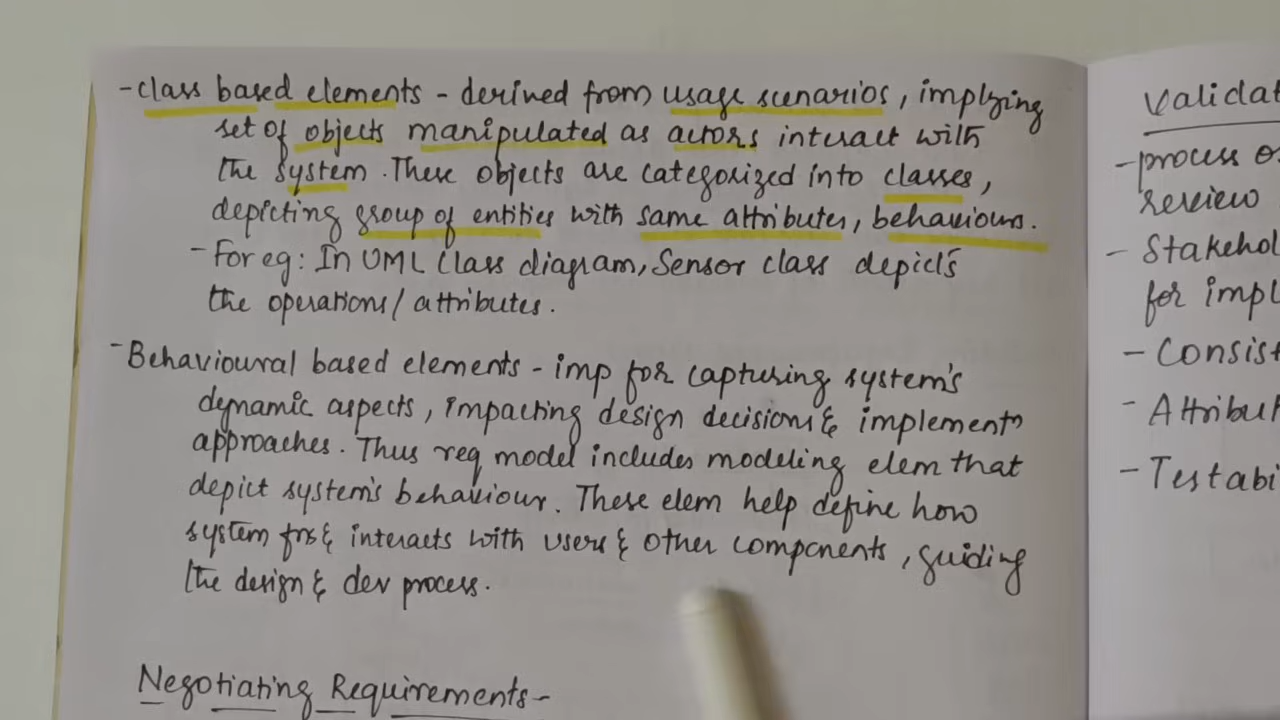 - class based elements - derived from usage scenarios, implying
set of objects manipulated as actors interact with
the system. These objects are categorized into classes,
depicting group of entities with same attributes, behaviours.
- For eg: In UML Class diagram, Sensor class depicts
the operations/attributes.
- Behavioural based elements - imp for capturing system's
dynamic aspects, impacting design decisions & implementn
approaches. Thus req model includes modeling elem that
depict system's behaviour. These elem help define how
system fns & interacts with users & other components, guiding
the design & dev process.
Negotiating Requirements -
Validat
- process o
review
- Stakehol
for impl
- Consist
- Attribut
- Testabi